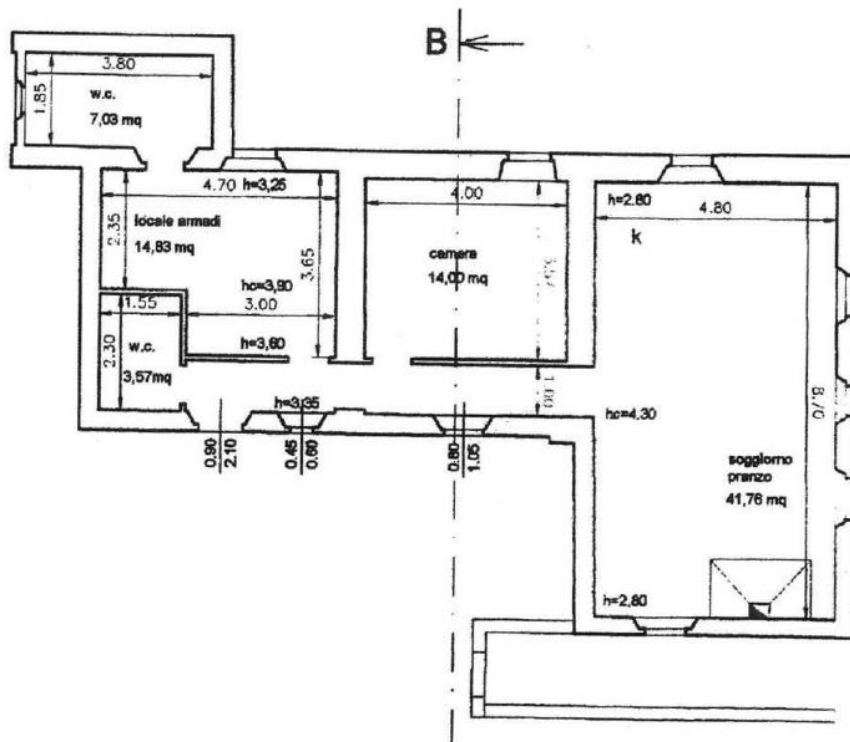 B
3.80
1.85
w.c.
7,03 mq
4.70
h=3,25
2.35
locale armadi
14,83 mq
3.65
hc=3,90
1.55
3.00
h=3,60
2.30
w.c.
3,57mq
h=3,35
4.00
camera
14,00 mq
h=2.80
4.80
k
hc=4,30
8.70
soggiorno
pranzo
41,76 mq
h=2,80
0.90
2.10
0.45
0.60
0.80
1.05